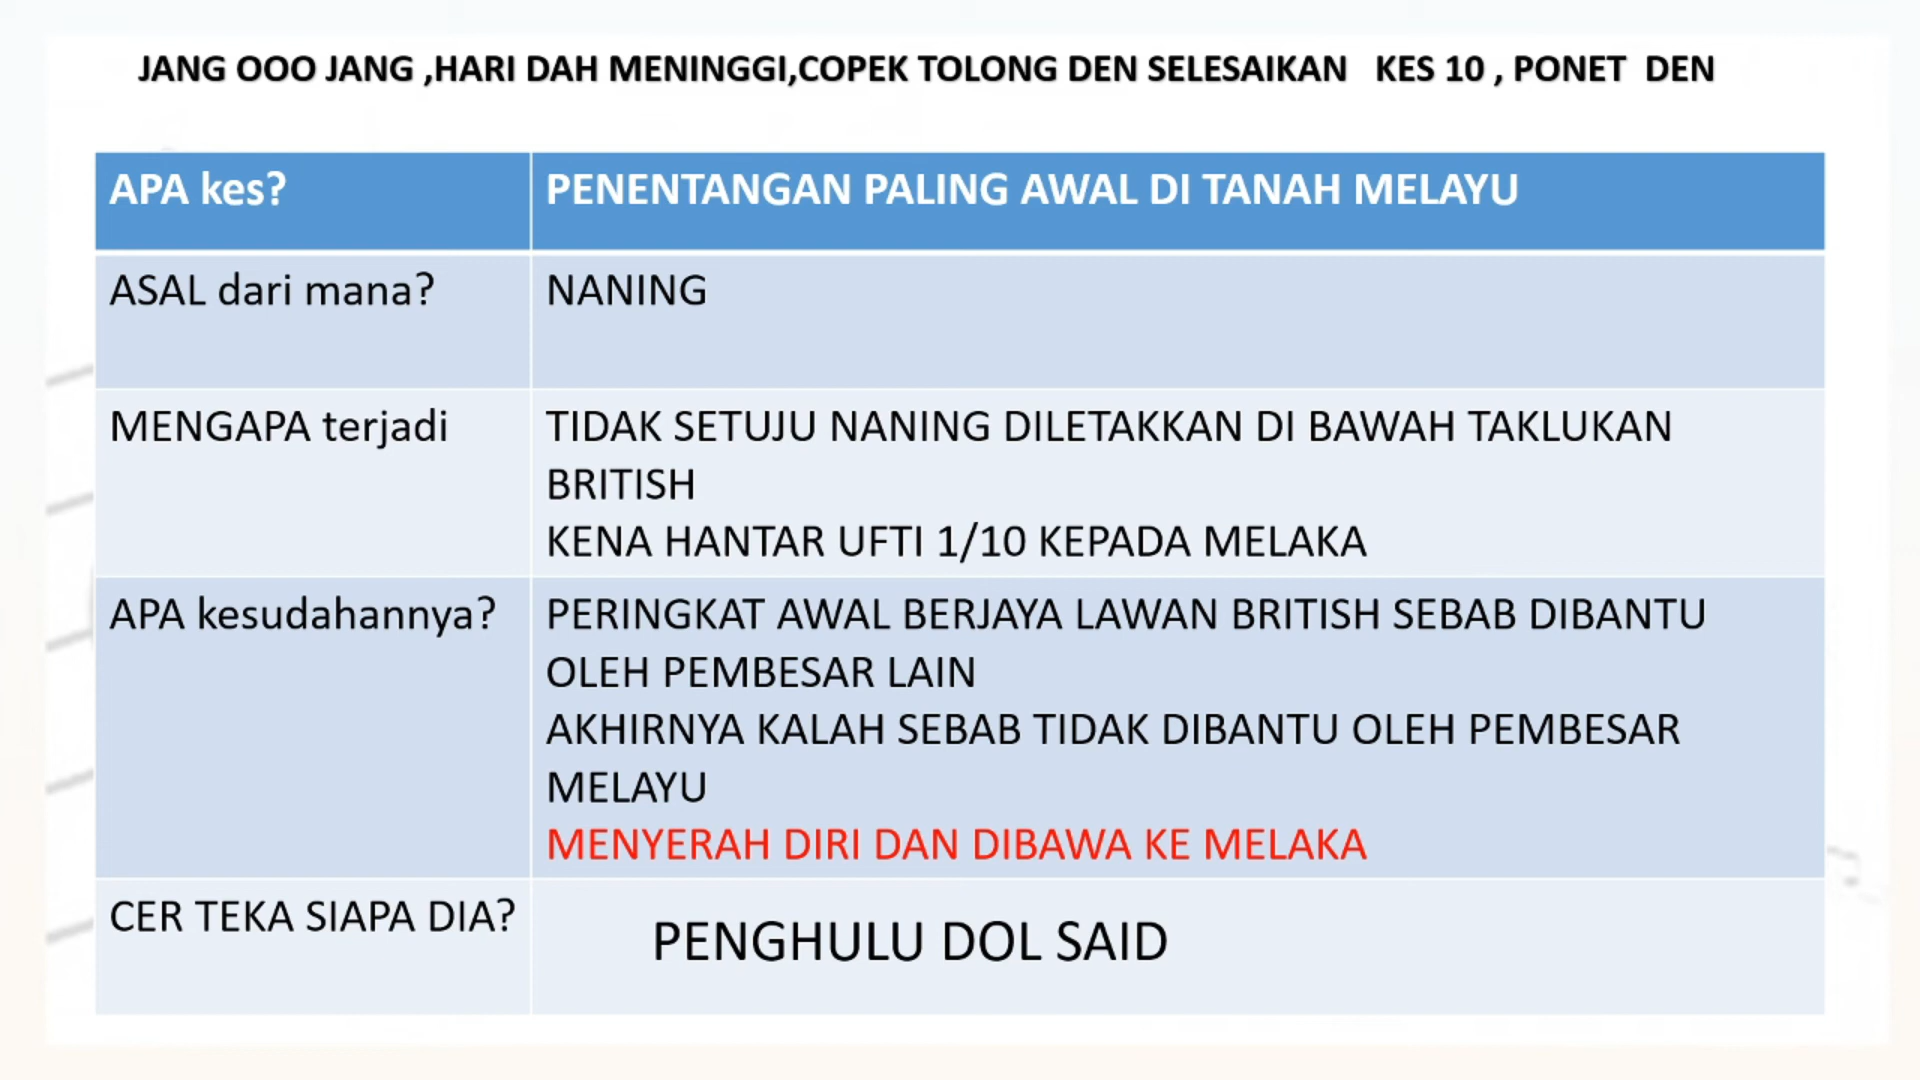 JANG OOO JANG ,HARI DAH MENINGGI,COPEK TOLONG DEN SELESAIKAN KES 10 , PONET DEN
APA kes?
PENENTANGAN PALING AWAL DI TANAH MELAYU
ASAL dari mana?
NANING
MENGAPA terjadi
TIDAK SETUJU NANING DILETAKKAN DI BAWAH TAKLUKAN
BRITISH
KENA HANTAR UFTI 1/10 KEPADA MELAKA
APA kesudahannya?
PERINGKAT AWAL BERJAYA LAWAN BRITISH SEBAB DIBANTU
OLEH PEMBESAR LAIN
AKHIRNYA KALAH SEBAB TIDAK DIBANTU OLEH PEMBESAR
MELAYU
MENYERAH DIRI DAN DIBAWA KE MELAKA
CER TEKA SIAPA DIA?
PENGHULU DOL SAID